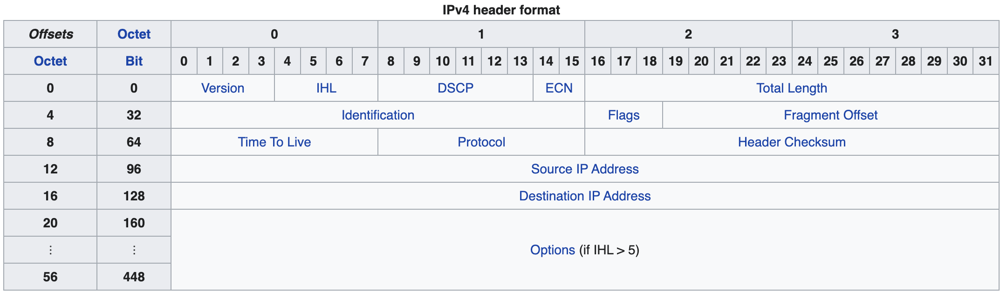 IPv4 header format
Offsets Octet 0 1 2 3
Octet Bit 0 1 2 3 4 5 6 7 8 9 10 11 12 13 14 15 16 17 18 19 20 21 22 23 24 25 26 27 28 29 30 31
0 0 Version IHL DSCP ECN Total Length
4 32 Identification Flags Fragment Offset
8 64 Time To Live Protocol Header Checksum
12 96 Source IP Address
16 128 Destination IP Address
20 160
⋮ ⋮ Options (if IHL > 5)
56 448